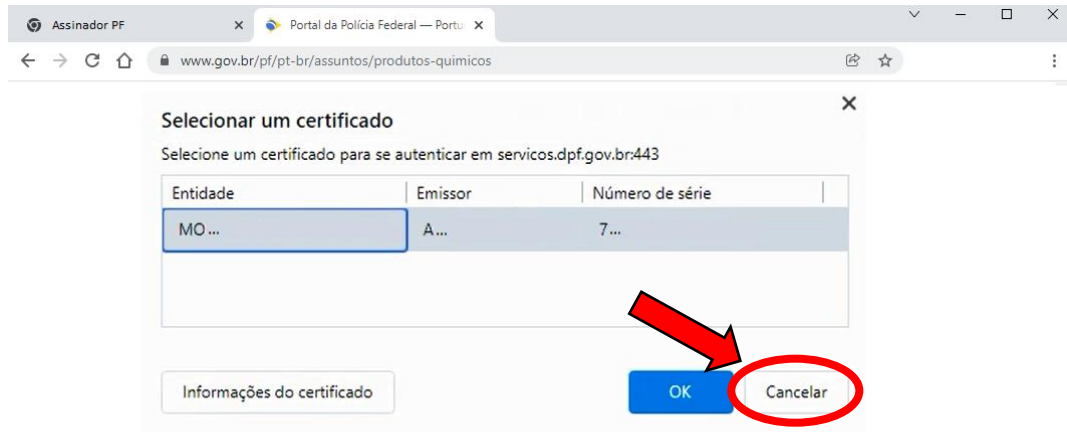 Assinador PF
Portal da Polícia Federal — Portu
www.gov.br/pf/pt-br/assuntos/produtos-quimicos
Selecionar um certificado
Selecione um certificado para se autenticar em servicos.dpf.gov.br:443
Entidade Emissor Número de série
MO... A... 7...
Informações do certificado OK Cancelar